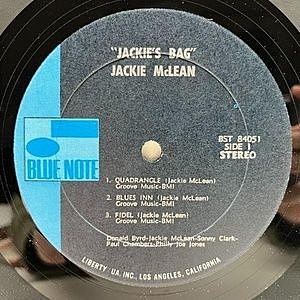 "JACKIE'S BAG"
JACKIE McLEAN
BST 84051
SIDE 1
STEREO
BLUE NOTE
1. QUADRANGLE (Jackie McLean)
Groove Music-BMI
2. BLUES INN (Jackie McLean)
Groove Music-BMI
3. FIDEL (Jackie McLean)
Groove Music-BMI
Donald Byrd-Jackie McLean-Sonny Clark-
Paul Chambers-Philly Joe Jones
LIBERTY UA, INC. LOS ANGELES, CALIFORNIA